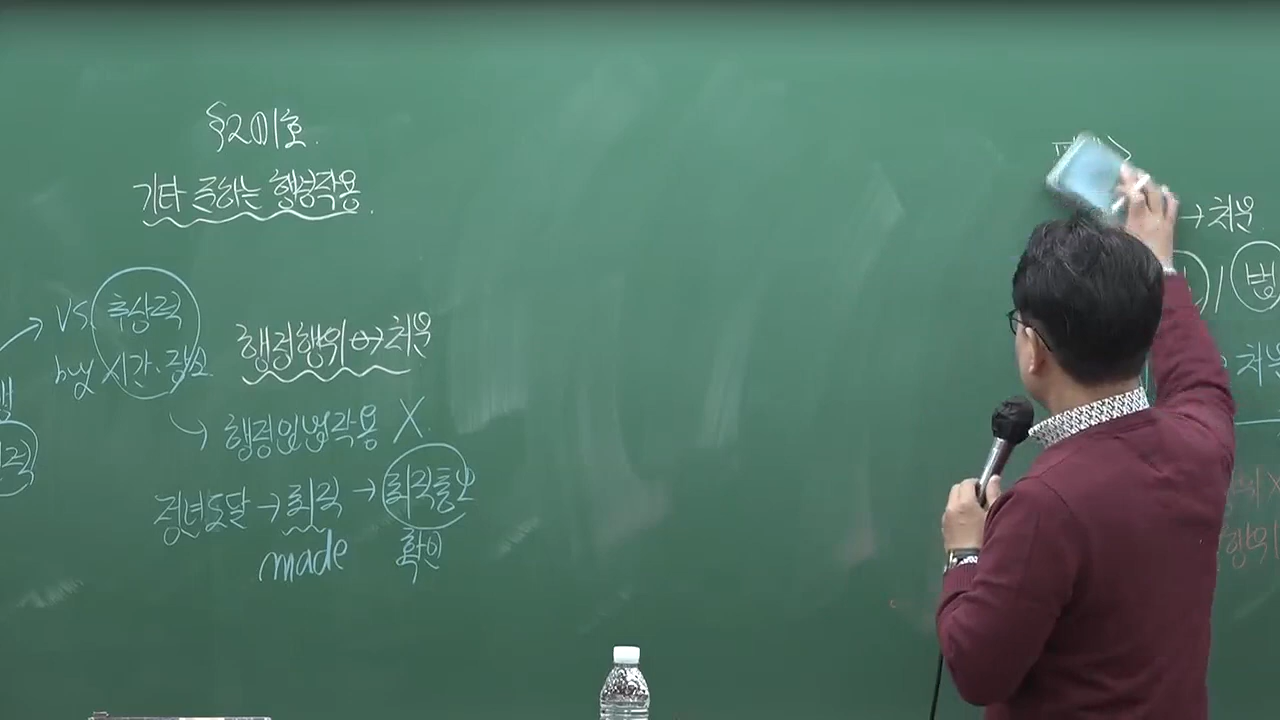 §2 ① 1호.
기타 준하는 행정작용.
vs. 추상적
by 시간·장소
행정행위 ↔ 처분
↳ 행정입법작용 X.
정년도달 → 퇴직 → 퇴직통보
made 확인
→ 처분.
처분